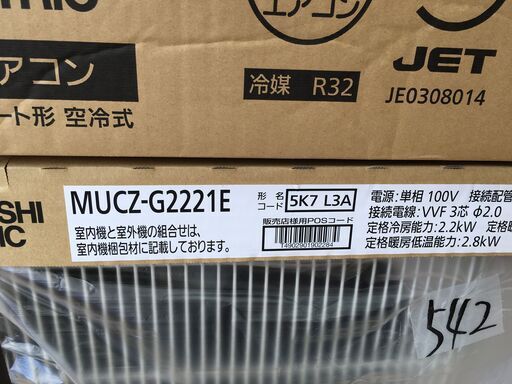 エアコン
冷媒 R32
JET
JE0308014
アコン
ート形 空冷式
SHI
IC
MUCZ-G2221E
形名コード 5K7 L3A
販売店様用POSコード
T4902901902284
室内機と室外機の組合せは、
室内機梱包材に記載しております。
電源:単相 100V 接続配管
接続電線:VVF 3芯 φ2.0
定格冷房能力:2.2kW 定格
定格暖房低温能力:2.8kW
542